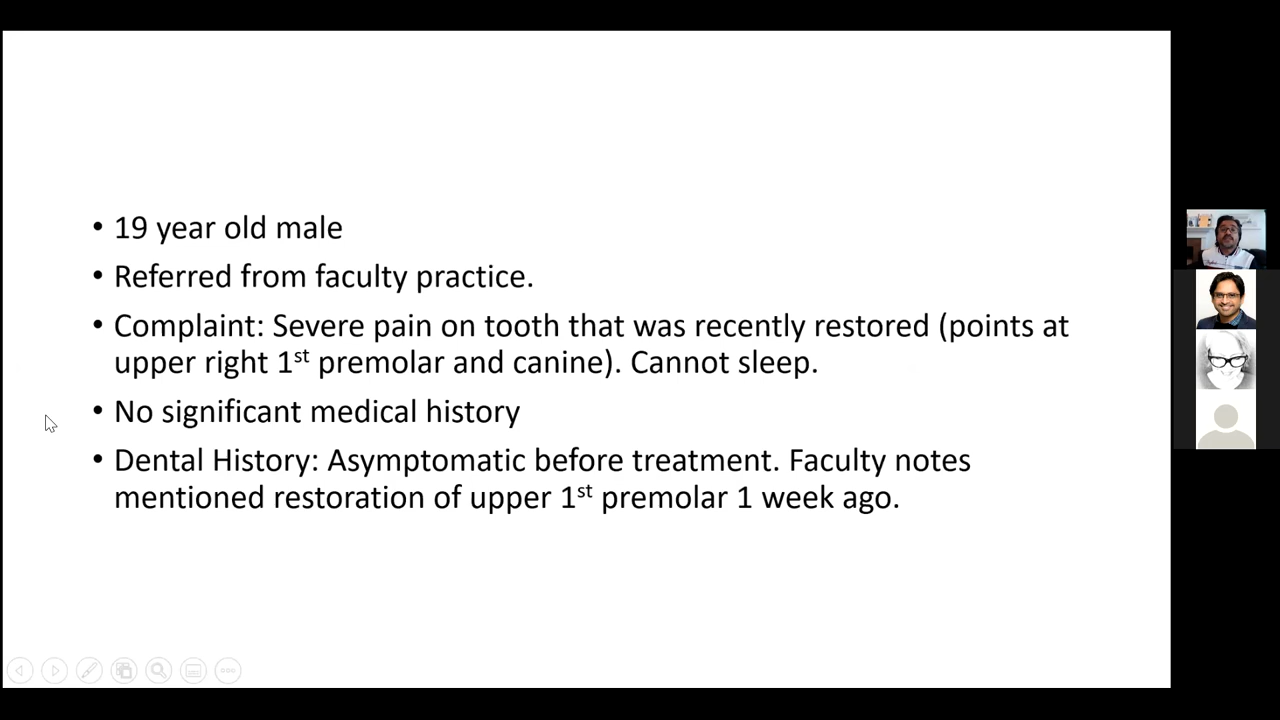 • 19 year old male
• Referred from faculty practice.
• Complaint: Severe pain on tooth that was recently restored (points at
upper right 1st premolar and canine). Cannot sleep.
• No significant medical history
• Dental History: Asymptomatic before treatment. Faculty notes
mentioned restoration of upper 1st premolar 1 week ago.